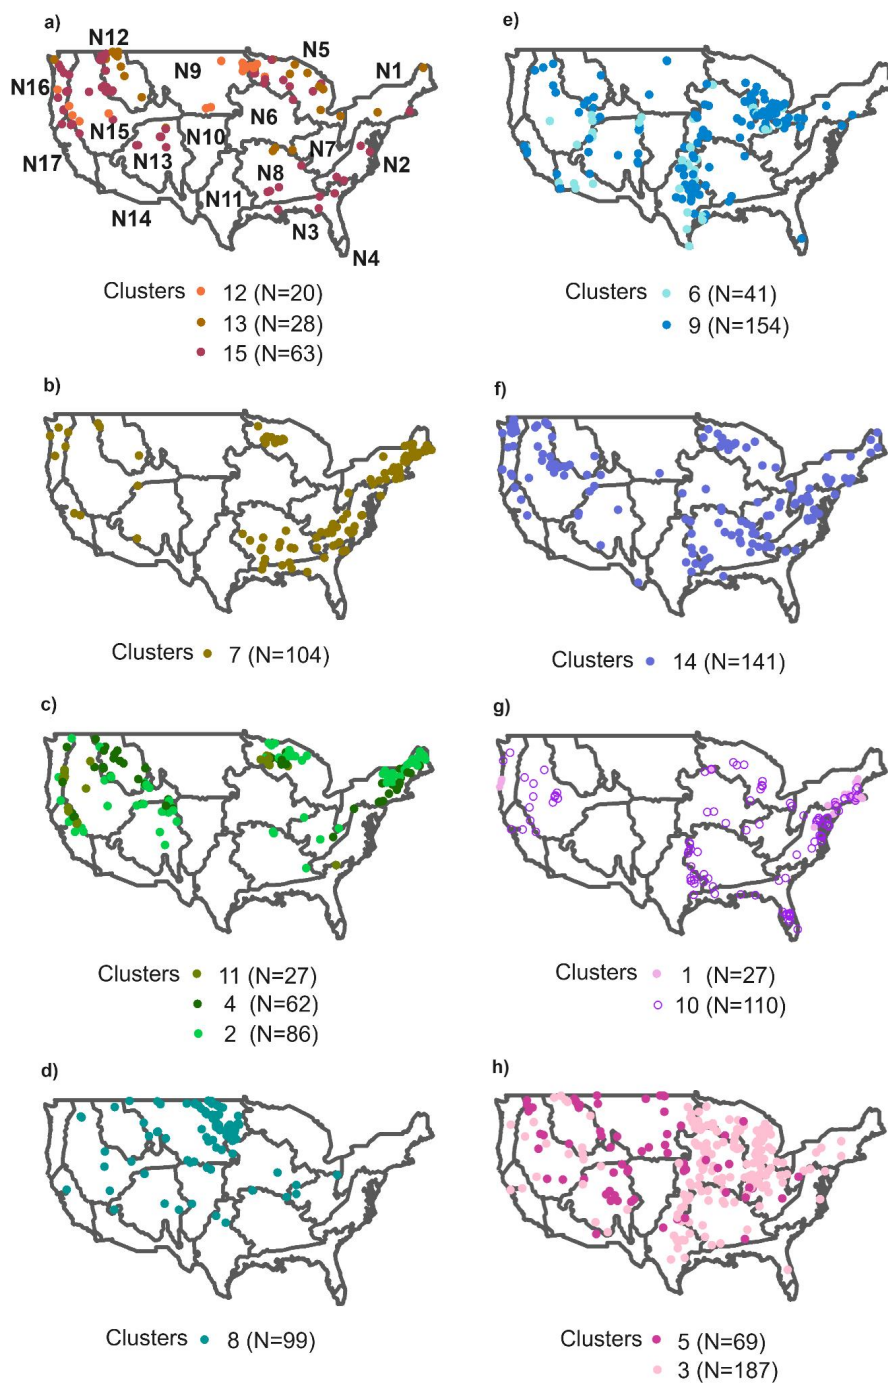 a)
N12
N5
N9
N1
N16
N6
N15
N10
N7
N17
N13
N8
N2
N11
N14
N3
N4
Clusters 12 (N=20)
13 (N=28)
15 (N=63)
b)
Clusters 7 (N=104)
c)
Clusters 11 (N=27)
4 (N=62)
2 (N=86)
d)
Clusters 8 (N=99)
e)
Clusters 6 (N=41)
9 (N=154)
f)
Clusters 14 (N=141)
g)
Clusters 1 (N=27)
10 (N=110)
h)
Clusters 5 (N=69)
3 (N=187)